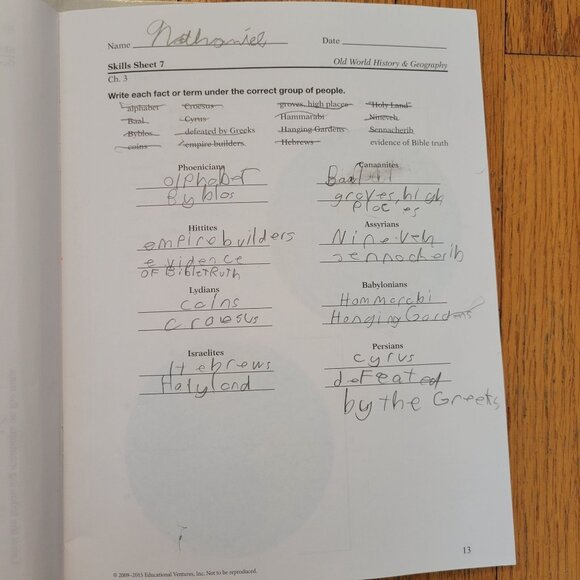 Name Nathaniel Date
Skills Sheet 7 Old World History & Geography
Ch. 3
Write each fact or term under the correct group of people.
alphabet Croesus groves, high places "Holy Land"
Baal Cyrus Hammarabi Nineveh
Byblos defeated by Greeks Hanging Gardens Sennacherib
coins empire builders Hebrews evidence of Bible truth
Phoenicians Canaanites
alphabet Baal
Byblos groves, high
places
Hittites Assyrians
empire builders Nineveh
evidence sennacherib
OF BibleTRuth
Lydians Babylonians
coins Hammarabi
croesus Hanging Gardens
Israelites Persians
Hebrews cyrus
Holyland defeated
by the Greeks
13
© 2009–2015 Educational Ventures, Inc. Not to be reproduced.